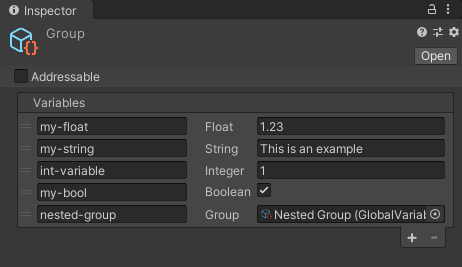 Inspector
Group
Open
Addressable
Variables
my-float Float 1.23
my-string String This is an example
int-variable Integer 1
my-bool Boolean
nested-group Group Nested Group (GlobalVariab